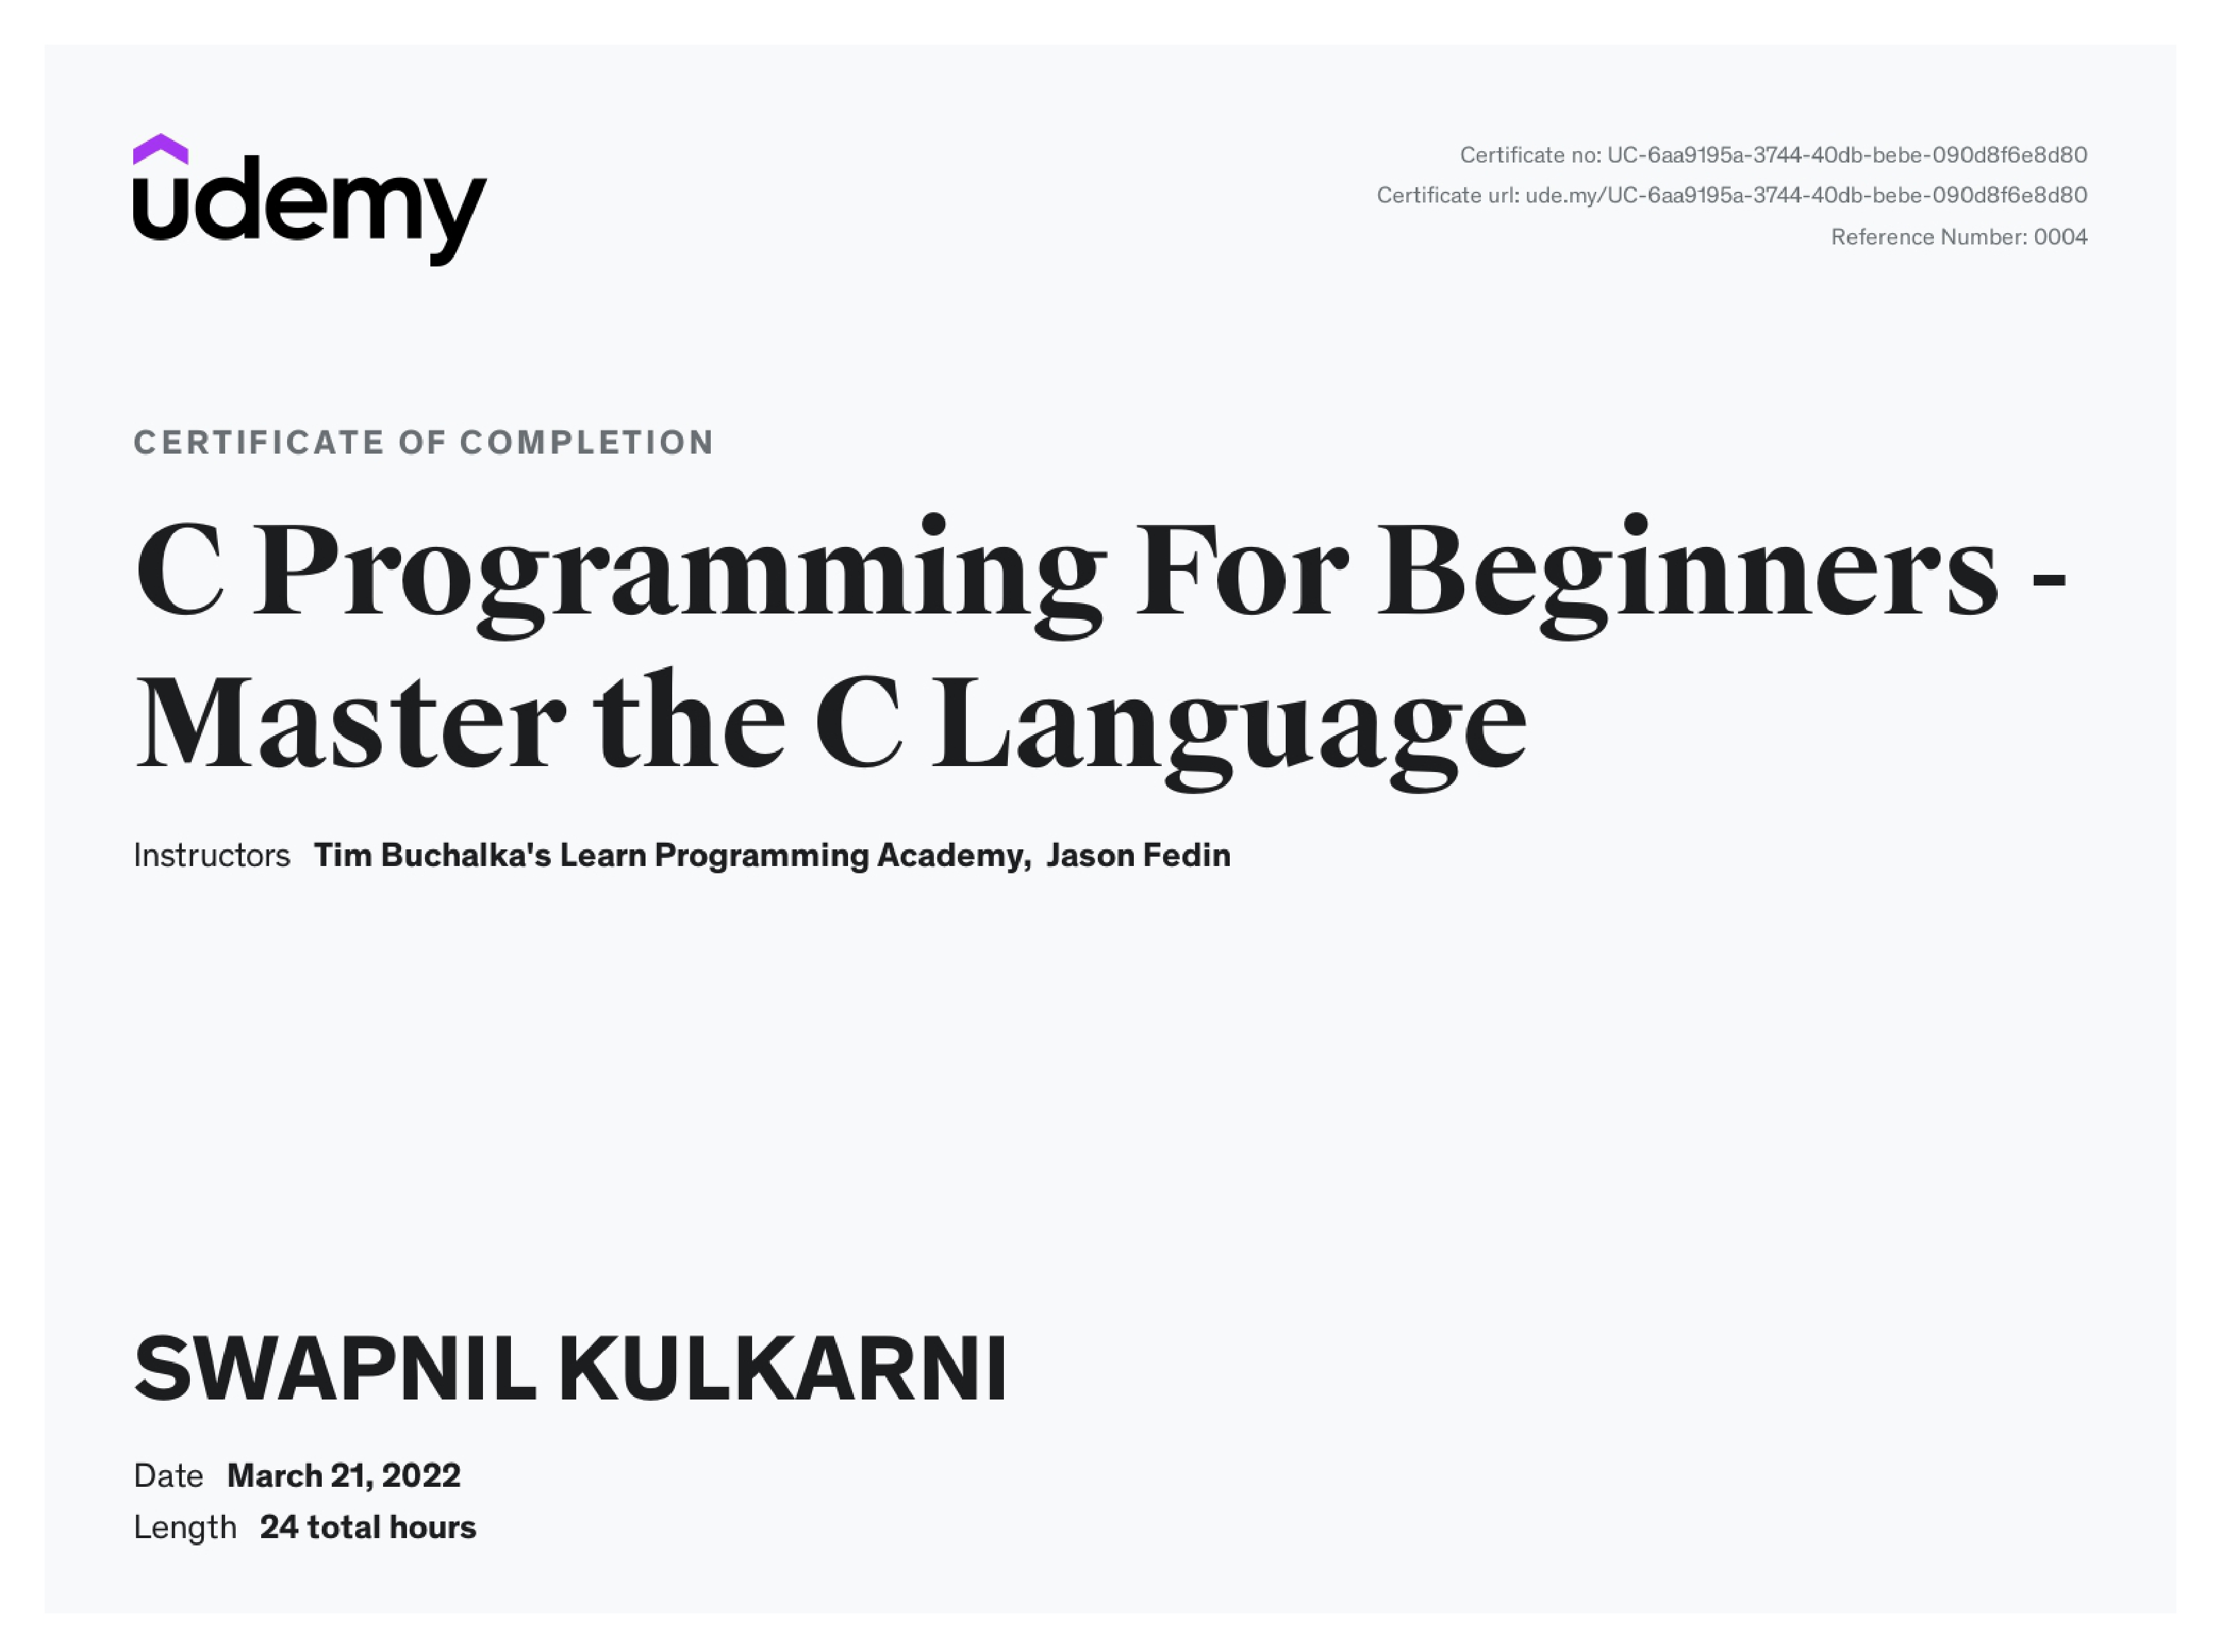 udemy
Certificate no: UC-6aa9195a-3744-40db-bebe-090d8f6e8d80
Certificate url: ude.my/UC-6aa9195a-3744-40db-bebe-090d8f6e8d80
Reference Number: 0004
CERTIFICATE OF COMPLETION
C Programming For Beginners -
Master the C Language
Instructors Tim Buchalka's Learn Programming Academy, Jason Fedin
SWAPNIL KULKARNI
Date March 21, 2022
Length 24 total hours